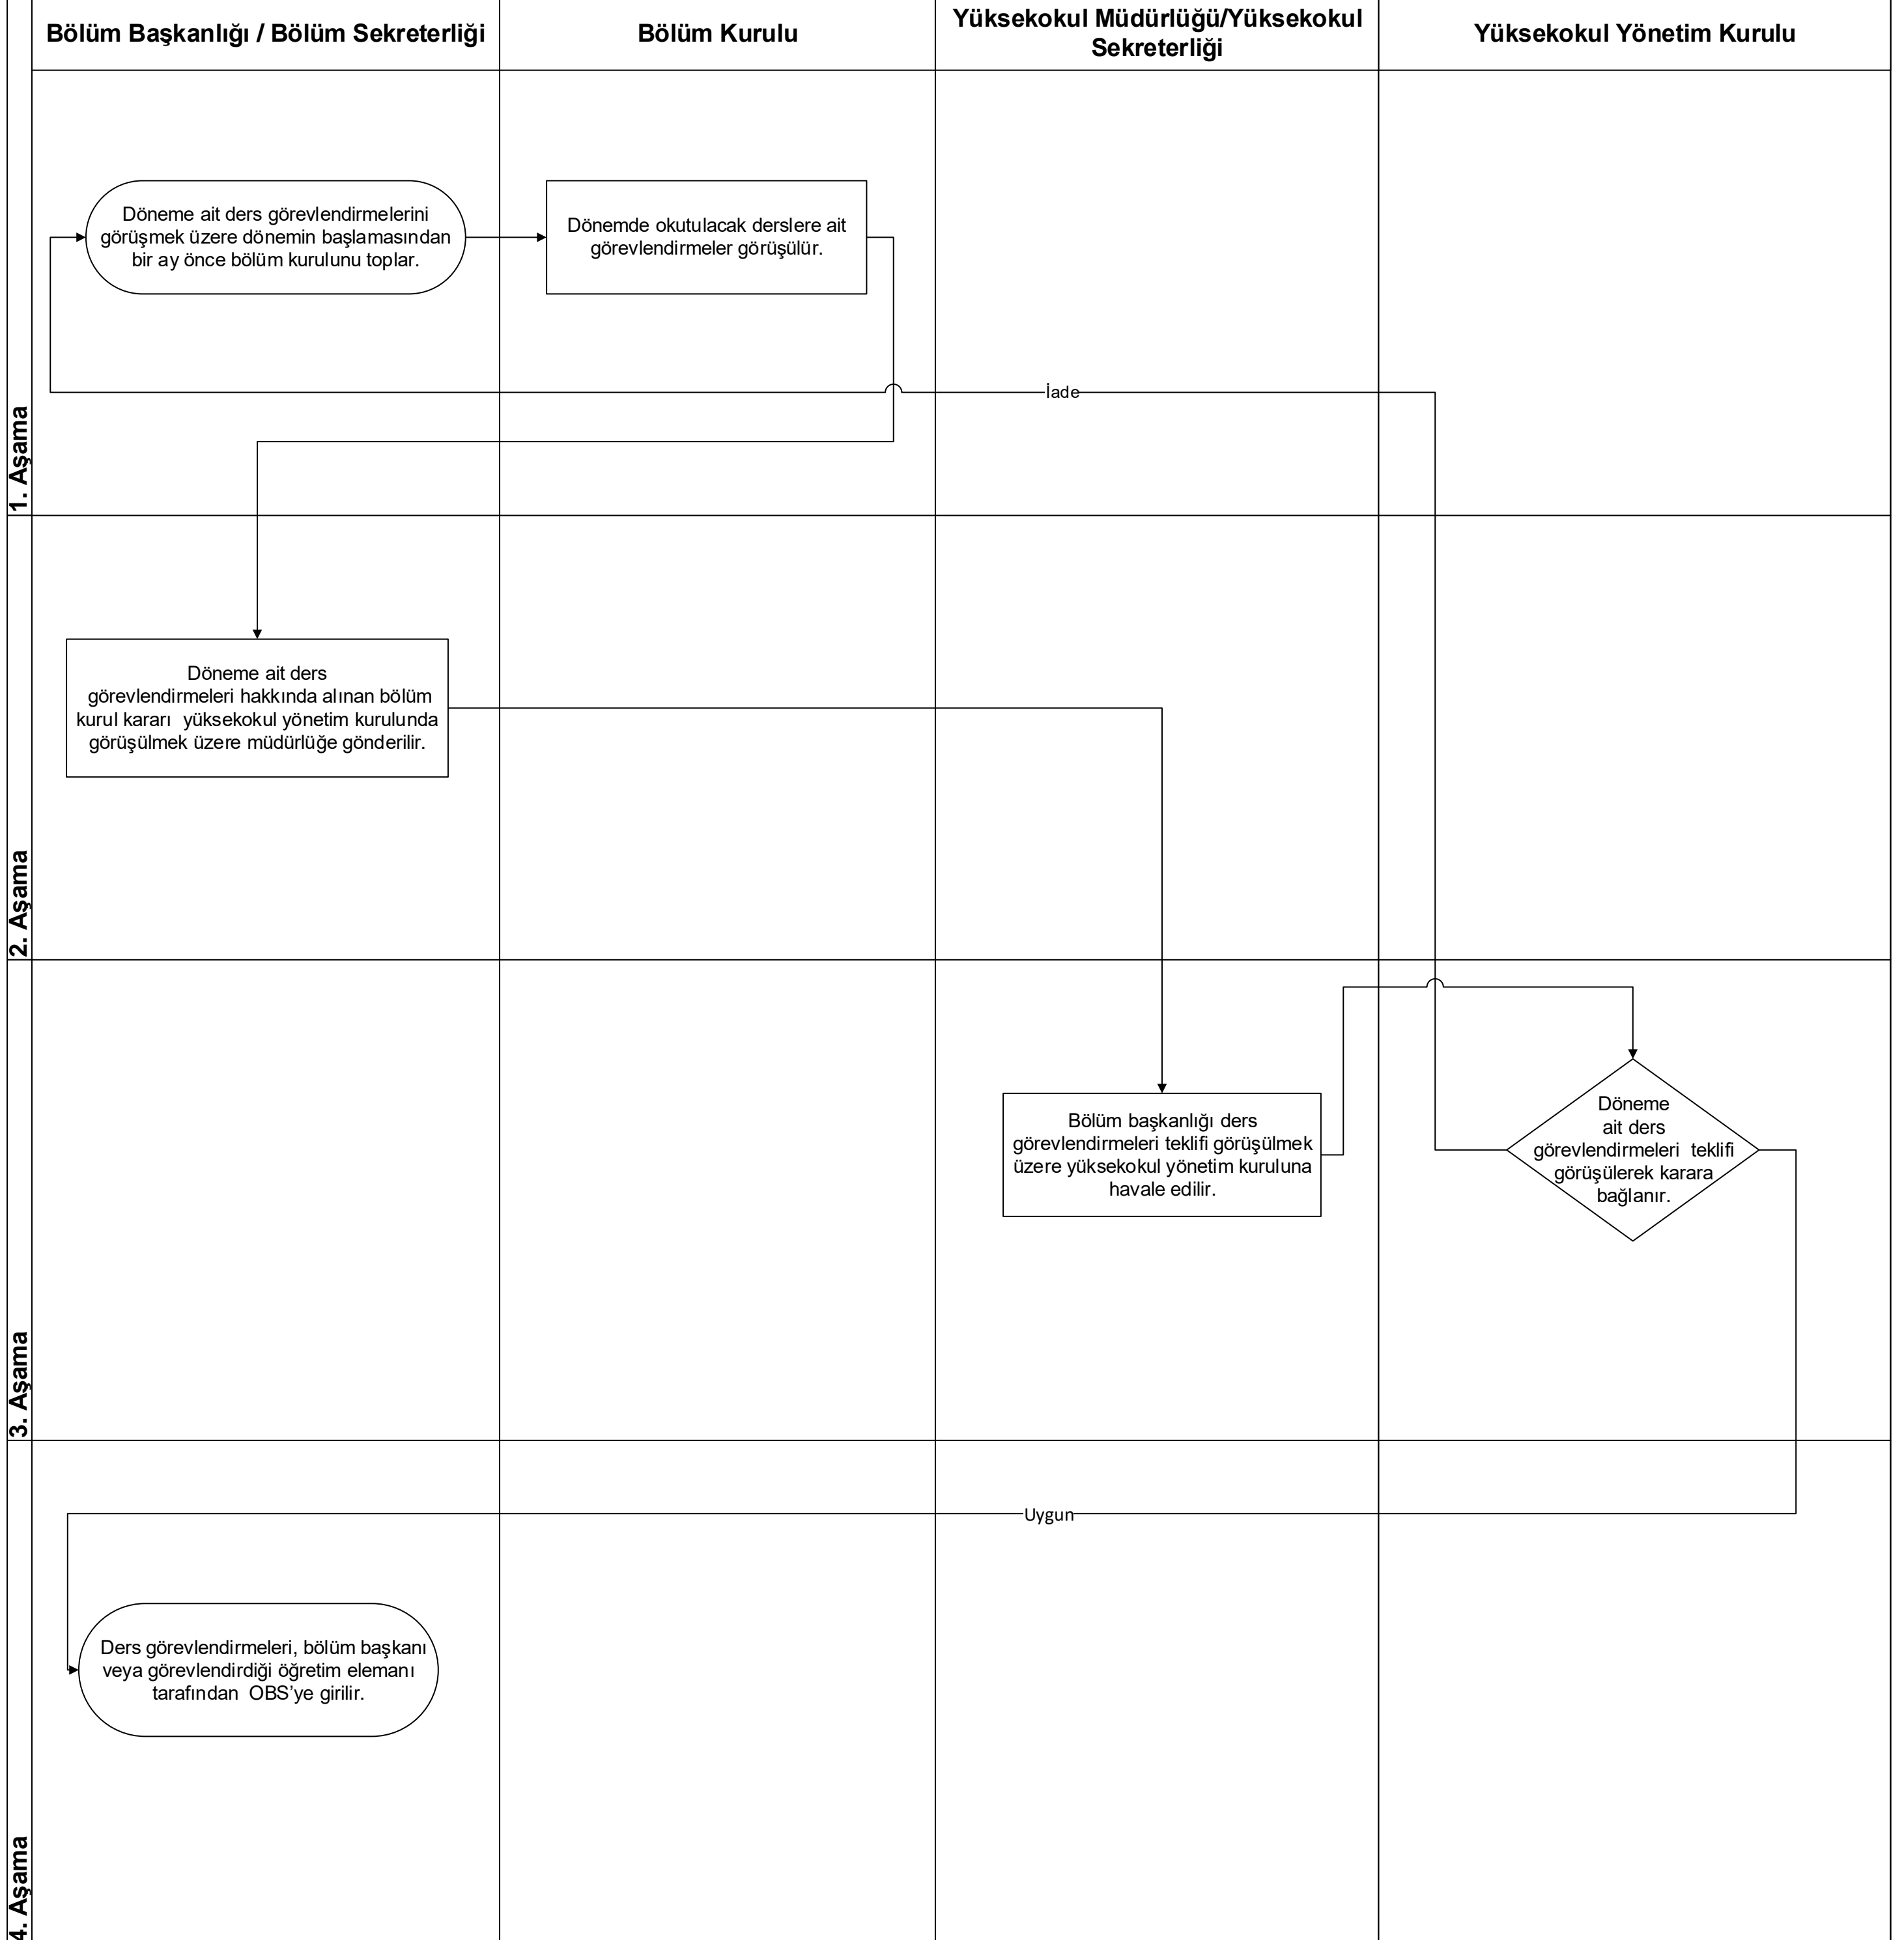 Bölüm Başkanlığı / Bölüm Sekreterliği
Bölüm Kurulu
Yüksekokul Müdürlüğü/Yüksekokul
Sekreterliği
Yüksekokul Yönetim Kurulu
1. Aşama
Döneme ait ders görevlendirmelerini
görüşmek üzere dönemin başlamasından
bir ay önce bölüm kurulunu toplar.
Dönemde okutulacak derslere ait
görevlendirmeler görüşülür.
İade
2. Aşama
Döneme ait ders
görevlendirmeleri hakkında alınan bölüm
kurul kararı  yüksekokul yönetim kurulunda
görüşülmek üzere müdürlüğe gönderilir.
3. Aşama
Bölüm başkanlığı ders
görevlendirmeleri teklifi görüşülmek
üzere yüksekokul yönetim kuruluna
havale edilir.
Döneme
ait ders
görevlendirmeleri  teklifi
görüşülerek karara
bağlanır.
4. Aşama
Uygun
Ders görevlendirmeleri, bölüm başkanı
veya görevlendirdiği öğretim elemanı
tarafından  OBS’ye girilir.